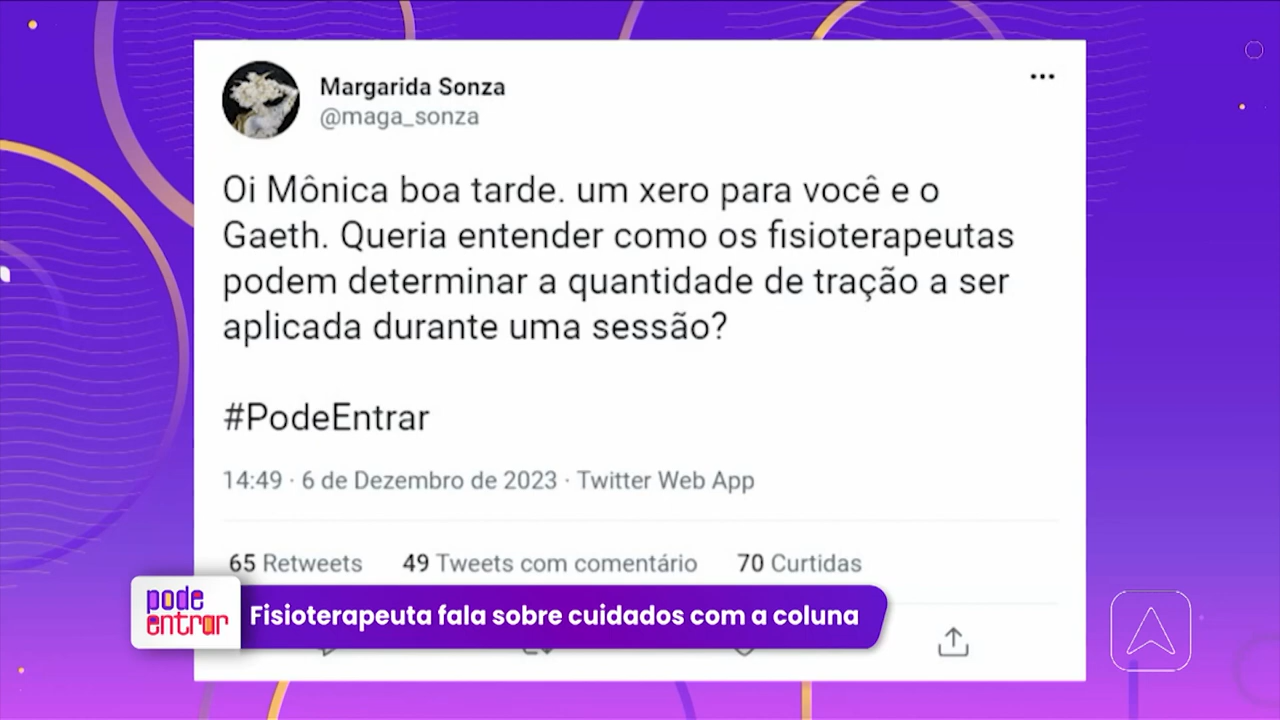 Margarida Sonza
@maga_sonza
Oi Mônica boa tarde. um xero para você e o
Gaeth. Queria entender como os fisioterapeutas
podem determinar a quantidade de tração a ser
aplicada durante uma sessão?
#PodeEntrar
14:49 · 6 de Dezembro de 2023 · Twitter Web App
65 Retweets 49 Tweets com comentário 70 Curtidas
pode
entrar
Fisioterapeuta fala sobre cuidados com a coluna